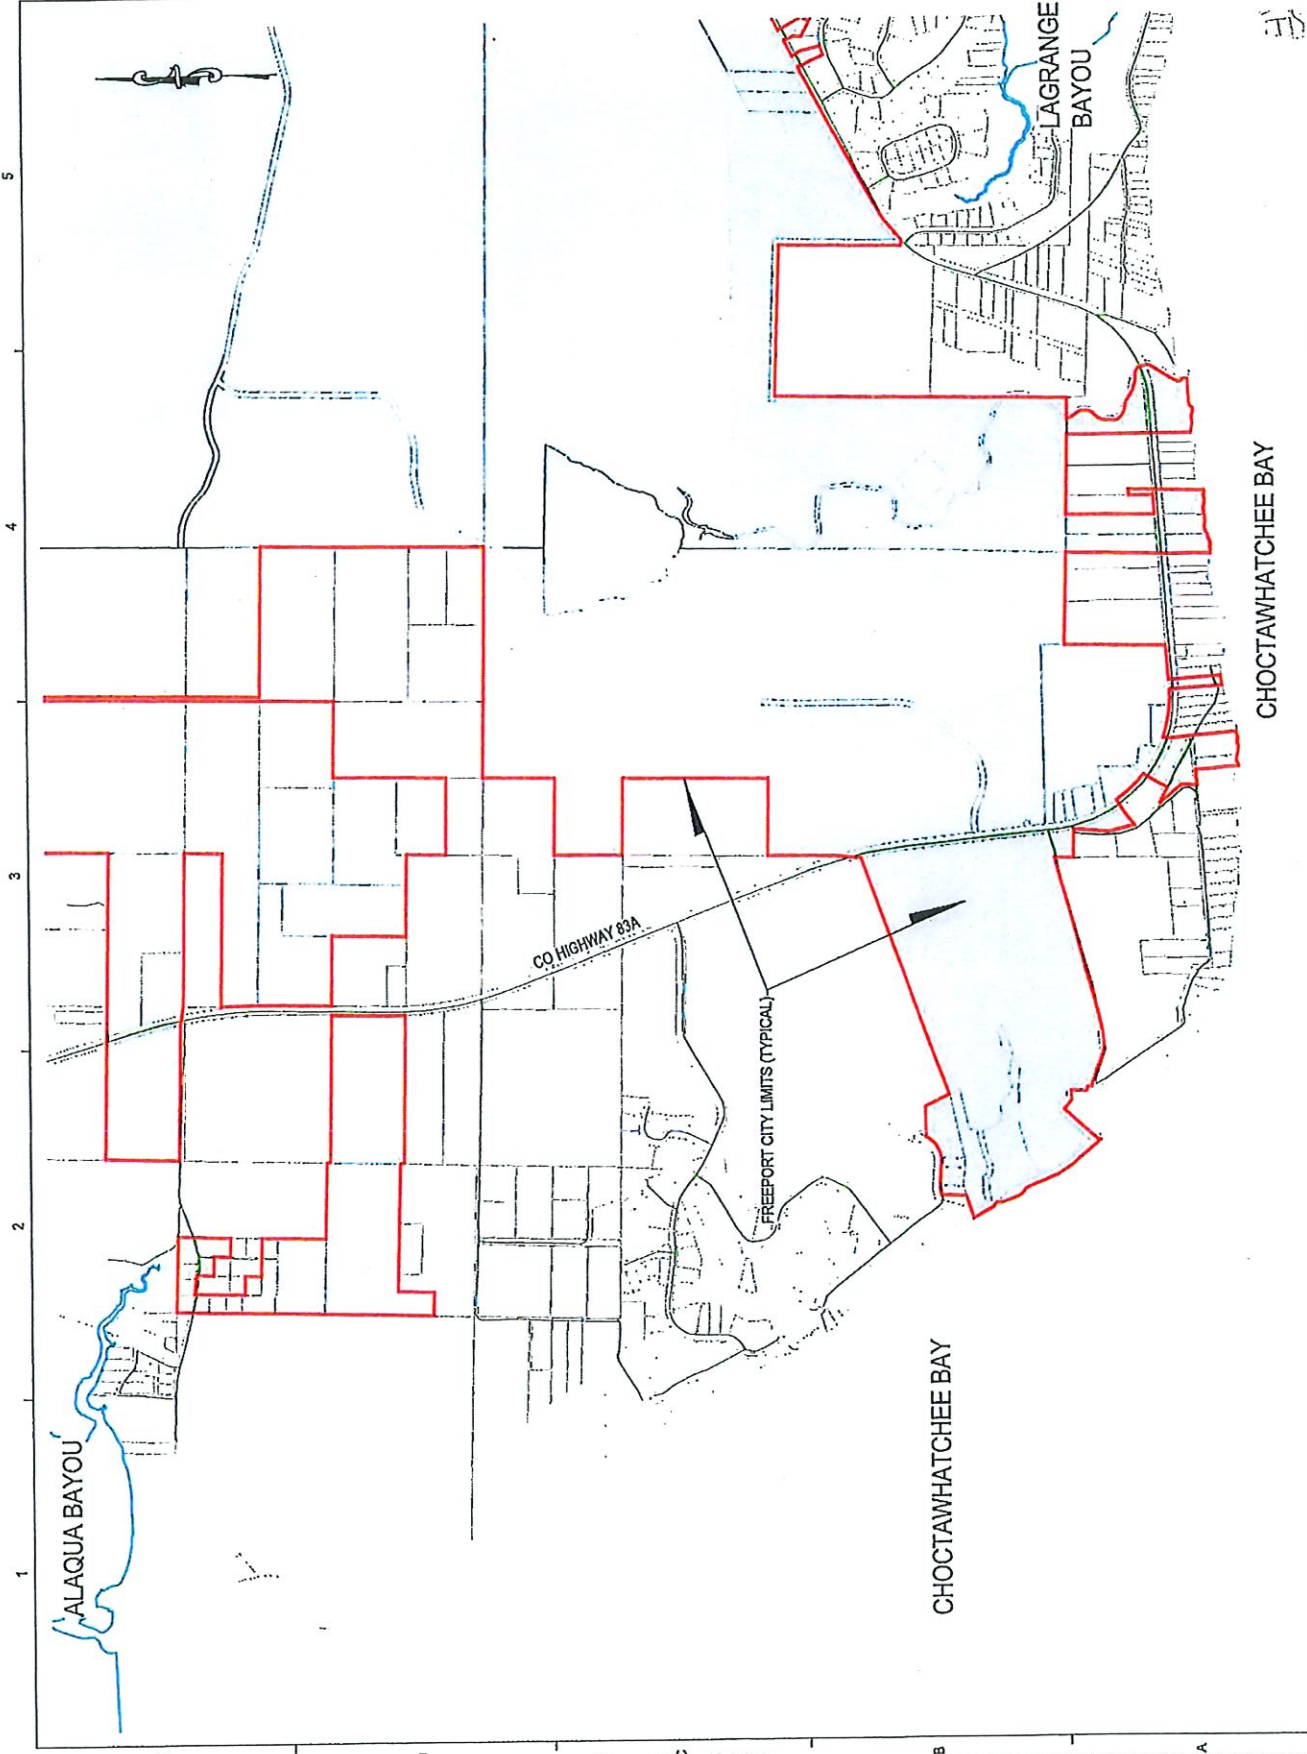 1
2
3
4
5
ALAQUA BAYOU
CO HIGHWAY 83A
FREEPORT CITY LIMITS (TYPICAL)
LAGRANGE
BAYOU
CHOCTAWHATCHEE BAY
CHOCTAWHATCHEE BAY
B
A